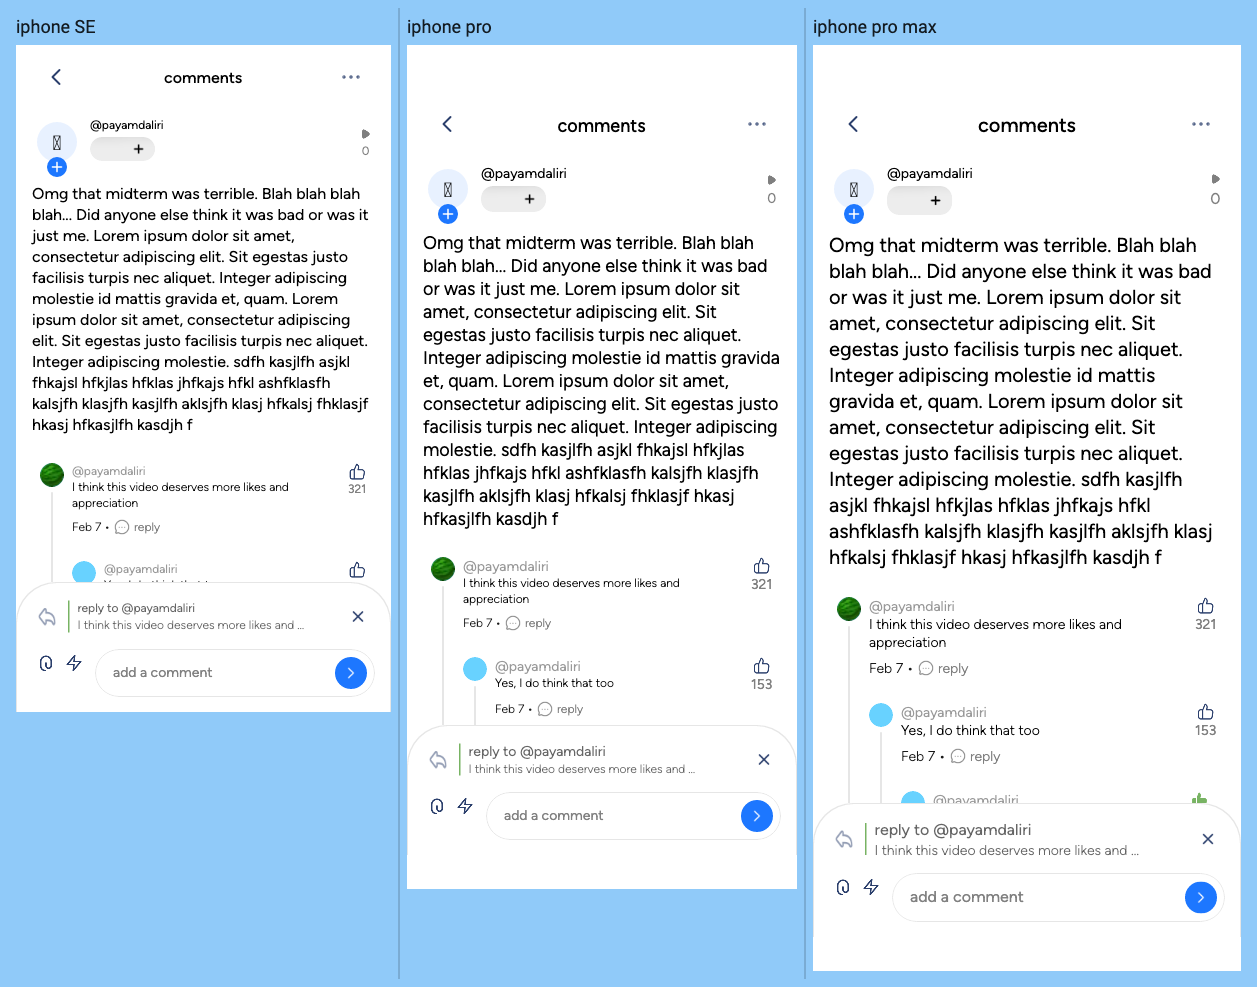 iphone SE
comments
@payamdaliri
+
0
Omg that midterm was terrible. Blah blah blah
blah... Did anyone else think it was bad or was it
just me. Lorem ipsum dolor sit amet,
consectetur adipiscing elit. Sit egestas justo
facilisis turpis nec aliquet. Integer adipiscing
molestie id mattis gravida et, quam. Lorem
ipsum dolor sit amet, consectetur adipiscing
elit. Sit egestas justo facilisis turpis nec aliquet.
Integer adipiscing molestie. sdfh kasjlfh asjkl
fhkajsl hfkjlas hfklas jhfkajs hfkl ashfklasfh
kalsjfh klasjfh kasjlfh aklsjfh klasj hfkalsj fhklasjf
hkasj hfkasjlfh kasdjh f
@payamdaliri
I think this video deserves more likes and
appreciation
321
Feb 7 • reply
@payamdaliri
reply to @payamdaliri
I think this video deserves more likes and ...
add a comment
iphone pro
comments
@payamdaliri
+
0
Omg that midterm was terrible. Blah blah
blah blah... Did anyone else think it was bad
or was it just me. Lorem ipsum dolor sit
amet, consectetur adipiscing elit. Sit
egestas justo facilisis turpis nec aliquet.
Integer adipiscing molestie id mattis gravida
et, quam. Lorem ipsum dolor sit amet,
consectetur adipiscing elit. Sit egestas justo
facilisis turpis nec aliquet. Integer adipiscing
molestie. sdfh kasjlfh asjkl fhkajsl hfkjlas
hfklas jhfkajs hfkl ashfklasfh kalsjfh klasjfh
kasjlfh aklsjfh klasj hfkalsj fhklasjf hkasj
hfkasjlfh kasdjh f
@payamdaliri
I think this video deserves more likes and
appreciation
321
Feb 7 • reply
@payamdaliri
Yes, I do think that too
153
Feb 7 • reply
reply to @payamdaliri
I think this video deserves more likes and ...
add a comment
iphone pro max
comments
@payamdaliri
+
0
Omg that midterm was terrible. Blah blah
blah blah... Did anyone else think it was bad
or was it just me. Lorem ipsum dolor sit
amet, consectetur adipiscing elit. Sit
egestas justo facilisis turpis nec aliquet.
Integer adipiscing molestie id mattis
gravida et, quam. Lorem ipsum dolor sit
amet, consectetur adipiscing elit. Sit
egestas justo facilisis turpis nec aliquet.
Integer adipiscing molestie. sdfh kasjlfh
asjkl fhkajsl hfkjlas hfklas jhfkajs hfkl
ashfklasfh kalsjfh klasjfh kasjlfh aklsjfh klasj
hfkalsj fhklasjf hkasj hfkasjlfh kasdjh f
@payamdaliri
I think this video deserves more likes and
appreciation
321
Feb 7 • reply
@payamdaliri
Yes, I do think that too
153
Feb 7 • reply
@payamdaliri
reply to @payamdaliri
I think this video deserves more likes and ...
add a comment